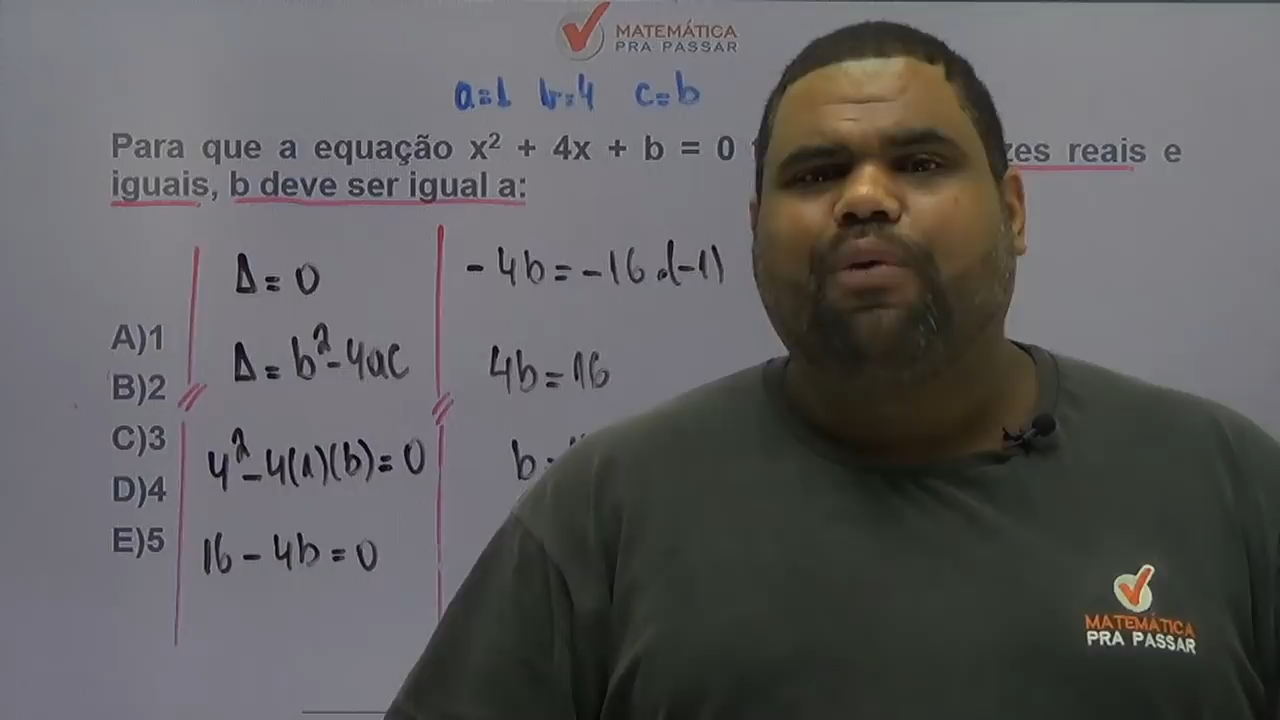 MATEMÁTICA
PRA PASSAR
a=1 b=4 c=b
Para que a equação x² + 4x + b = 0 zes reais e
iguais, b deve ser igual a:
A)1
B)2
C)3
D)4
E)5
Δ = 0
Δ = b²-4ac
4²-4(1)(b)=0
16 - 4b = 0
- 4b = -16 .(-1)
4b = 16
b =
MATEMÁTICA
PRA PASSAR